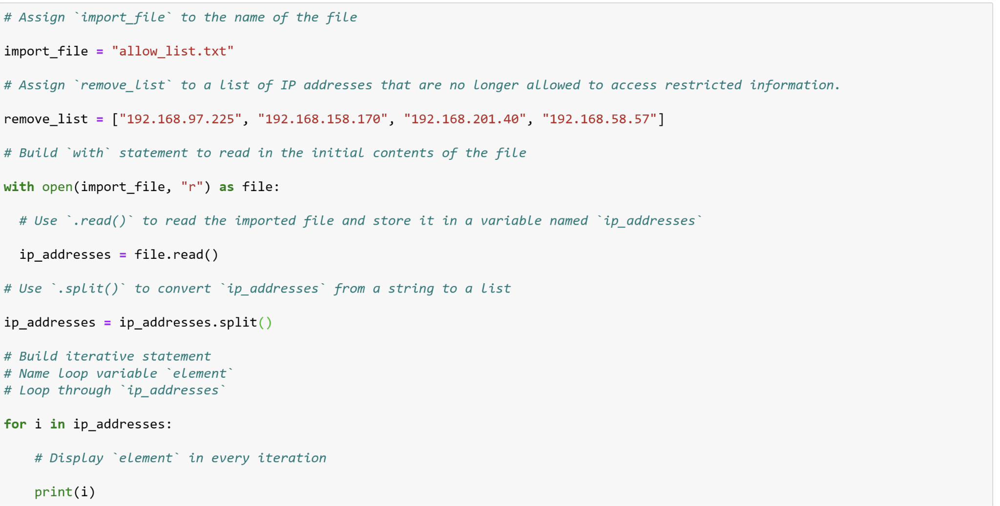 # Assign `import_file` to the name of the file
import_file = "allow_list.txt"
# Assign `remove_list` to a list of IP addresses that are no longer allowed to access restricted information.
remove_list = ["192.168.97.225", "192.168.158.170", "192.168.201.40", "192.168.58.57"]
# Build `with` statement to read in the initial contents of the file
with open(import_file, "r") as file:
  # Use `.read()` to read the imported file and store it in a variable named `ip_addresses`
  ip_addresses = file.read()
# Use `.split()` to convert `ip_addresses` from a string to a list
ip_addresses = ip_addresses.split()
# Build iterative statement
# Name loop variable `element`
# Loop through `ip_addresses`
for i in ip_addresses:
    # Display `element` in every iteration
    print(i)